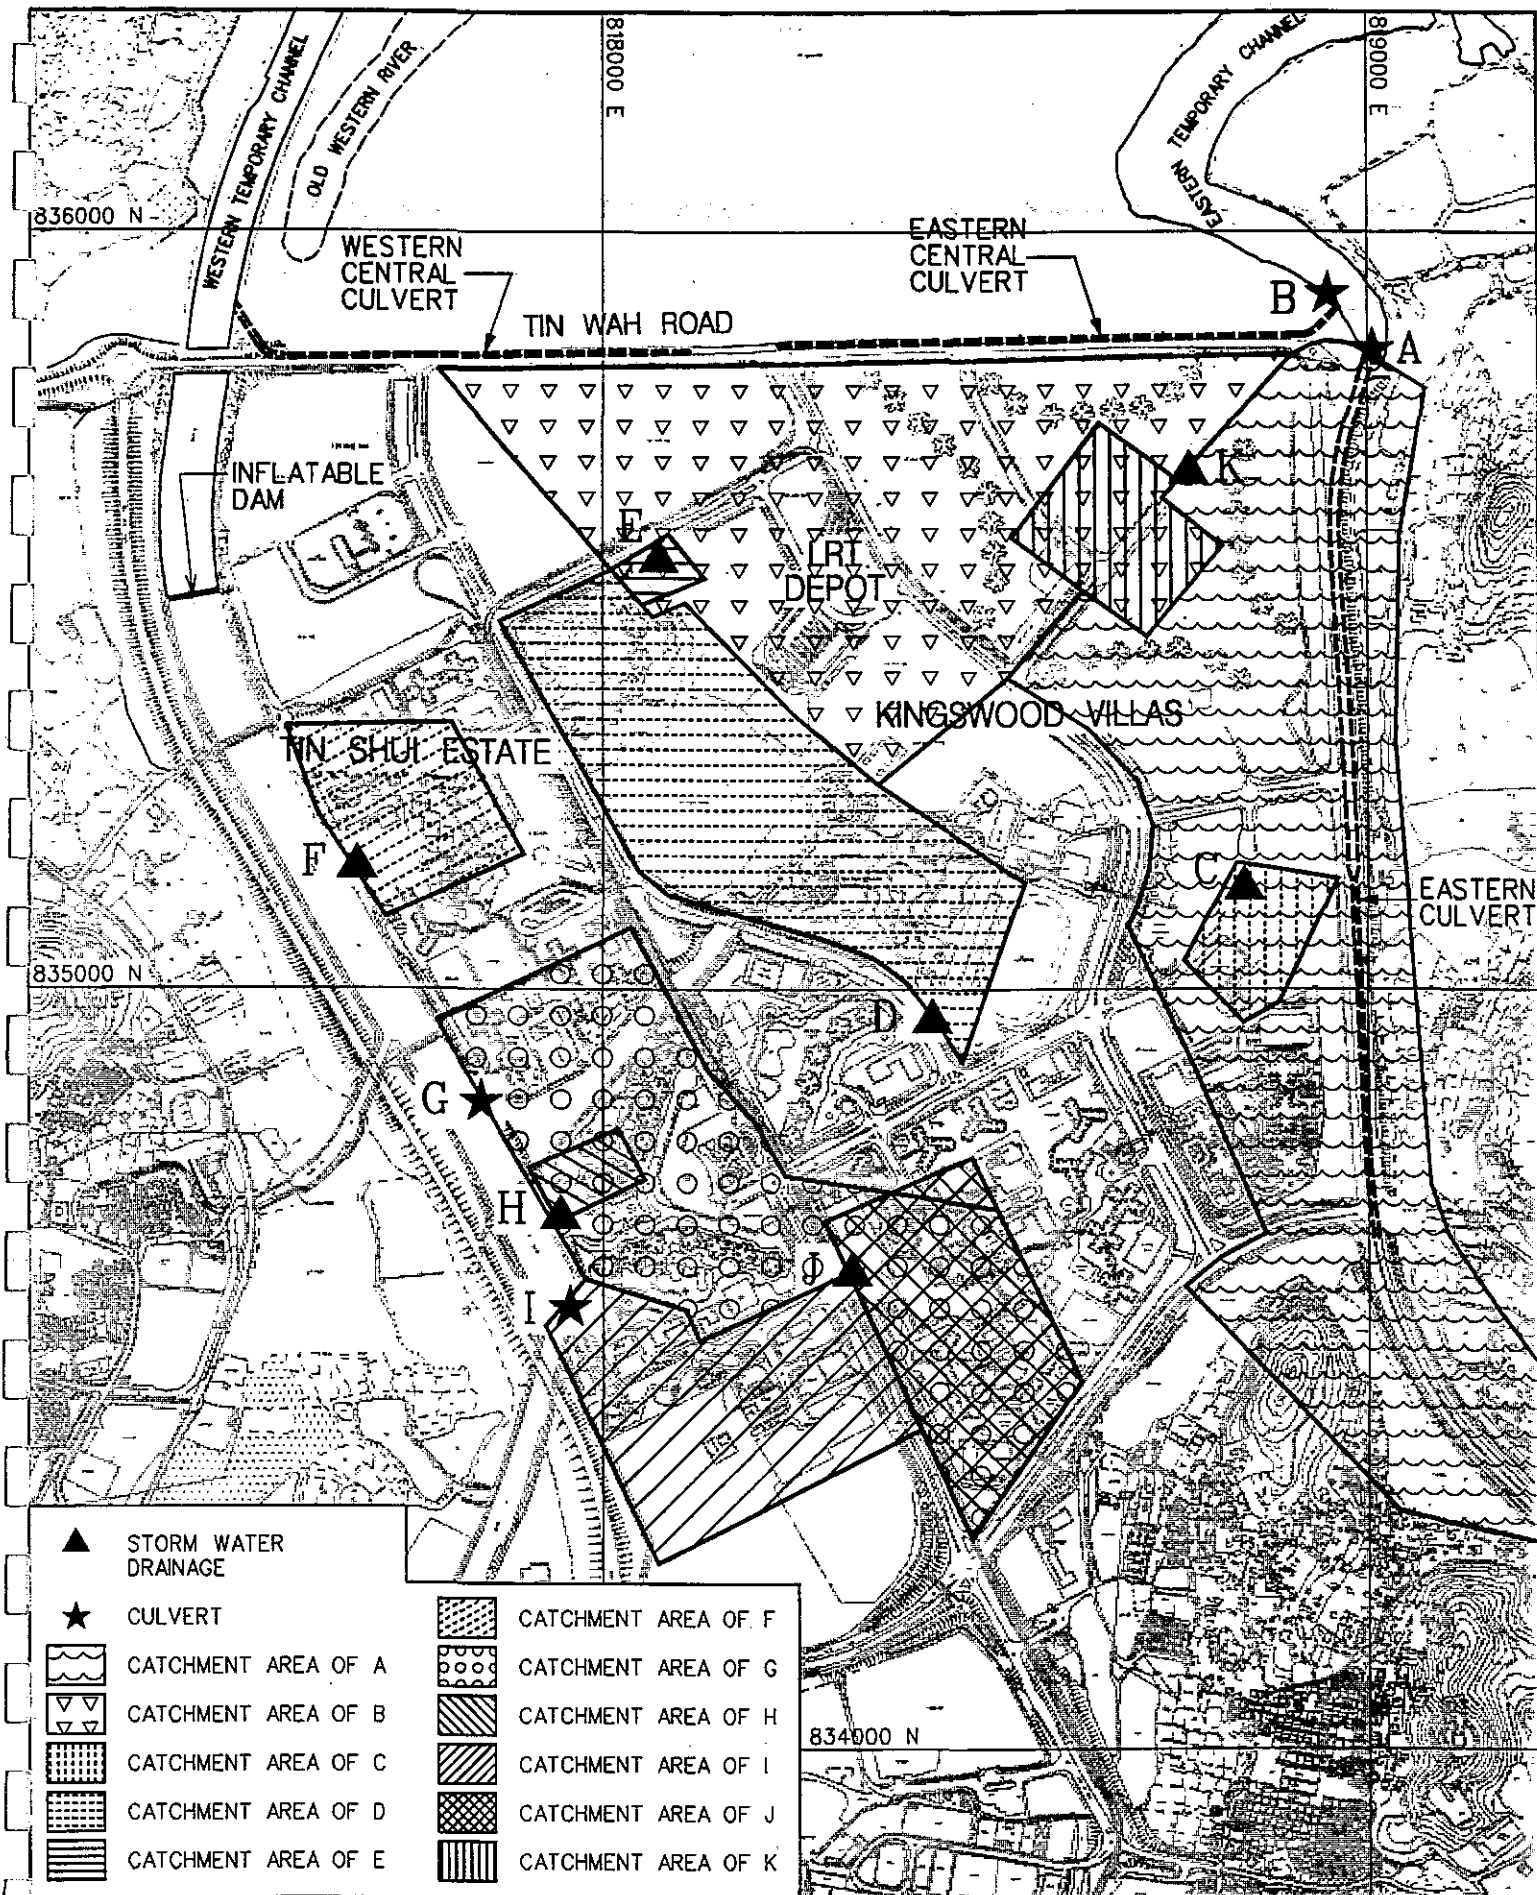 818000 E
819000 E
WESTERN TEMPORARY CHANNEL
OLD WESTERN RIVER
EASTERN TEMPORARY CHANNEL
EASTERN TEMPORARY CHANNEL
836000 N
WESTERN
CENTRAL
CULVERT
EASTERN
CENTRAL
CULVERT
B
TIN WAH ROAD
A
INFLATABLE
DAM
K
E
LRT
DEPOT
KINGSWOOD VILLAS
TIN SHUI ESTATE
F
C
EASTERN
CULVERT
835000 N
D
G
H
J
I
STORM WATER
DRAINAGE
CULVERT
CATCHMENT AREA OF A
CATCHMENT AREA OF B
CATCHMENT AREA OF C
CATCHMENT AREA OF D
CATCHMENT AREA OF E
CATCHMENT AREA OF F
CATCHMENT AREA OF G
CATCHMENT AREA OF H
CATCHMENT AREA OF I
CATCHMENT AREA OF J
CATCHMENT AREA OF K
834000 N